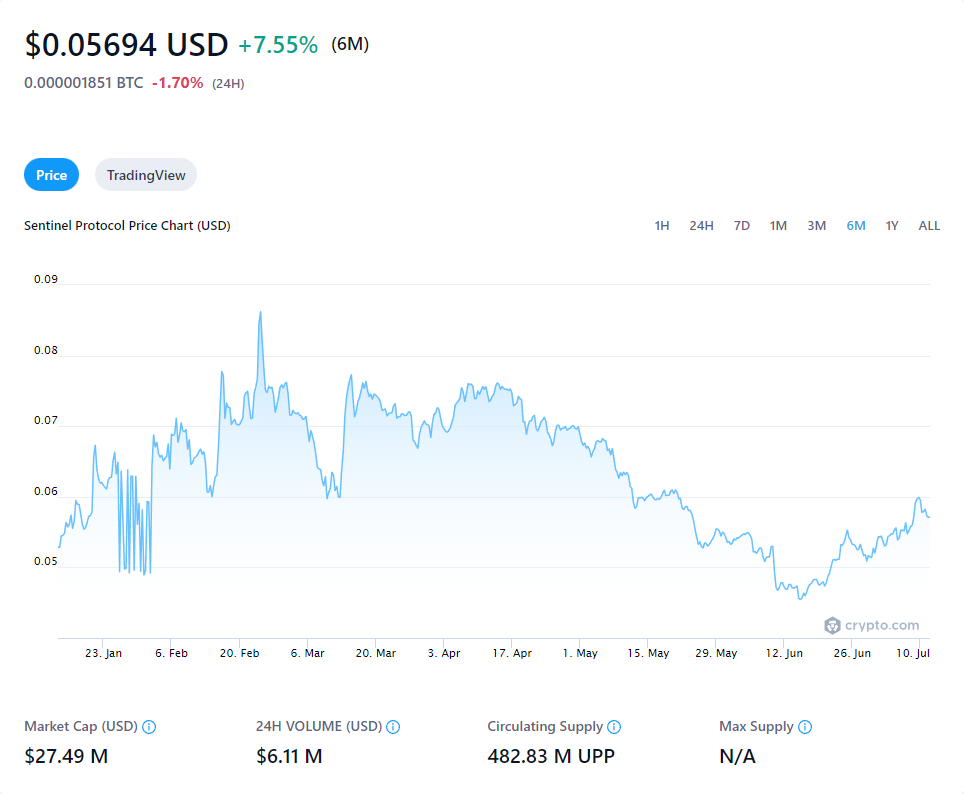 $0.05694 USD +7.55% (6M)
0.000001851 BTC -1.70% (24H)
Price TradingView
Sentinel Protocol Price Chart (USD) 1H 24H 7D 1M 3M 6M 1Y ALL
0.09
0.08
0.07
0.06
0.05
crypto.com
23. Jan 6. Feb 20. Feb 6. Mar 20. Mar 3. Apr 17. Apr 1. May 15. May 29. May 12. Jun 26. Jun 10. Jul
Market Cap (USD) 24H VOLUME (USD) Circulating Supply Max Supply
$27.49 M $6.11 M 482.83 M UPP N/A